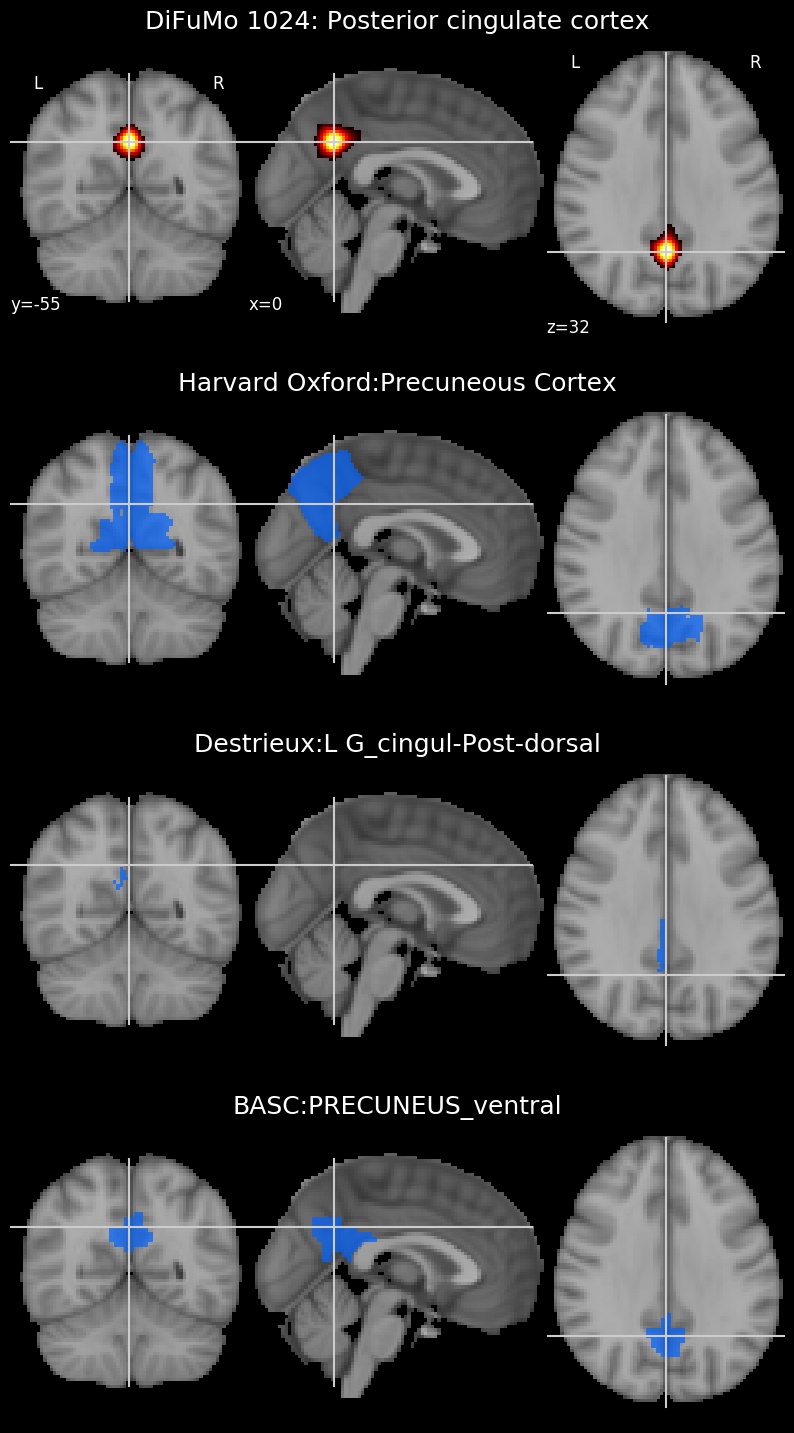 DiFuMo 1024: Posterior cingulate cortex
L R L R
y=-55 x=0 z=32
Harvard Oxford:Precuneous Cortex
Destrieux:L G_cingul-Post-dorsal
BASC:PRECUNEUS_ventral